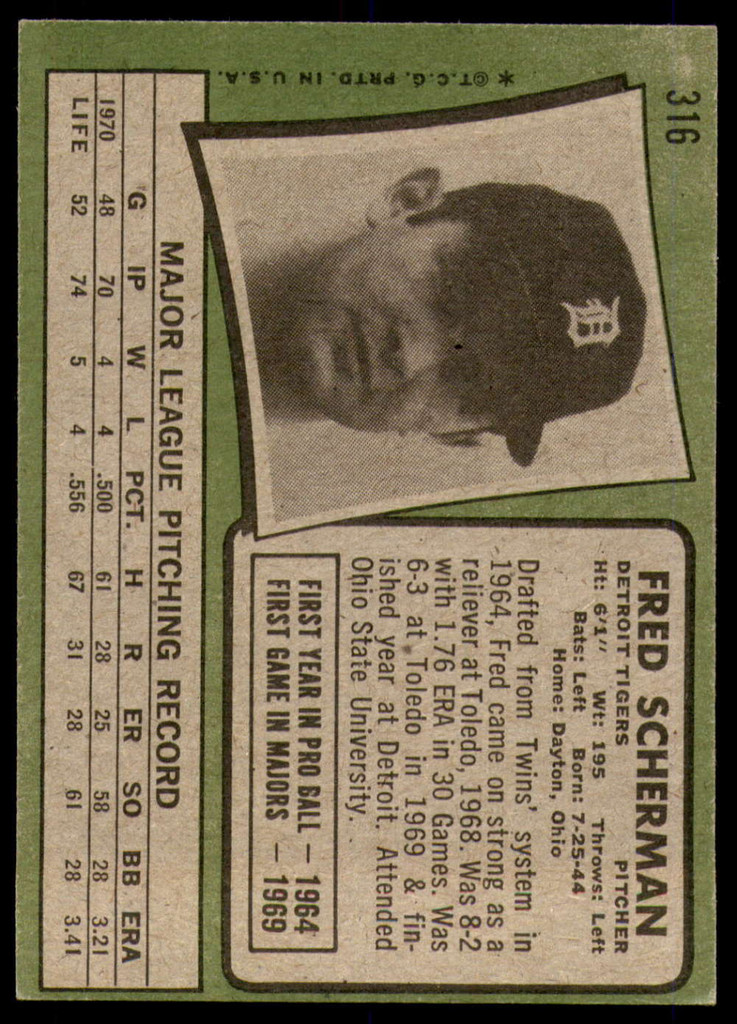 316
FRED SCHERMAN
DETROIT TIGERS PITCHER
Ht: 6'1" Wt: 195 Throws: Left
Bats: Left Born: 7-25-44
Home: Dayton, Ohio
Drafted from Twins' system in
1964, Fred came on strong as a
reliever at Toledo, 1968. Was 8-2
with 1.76 ERA in 30 Games. Was
6-3 at Toledo in 1969 & fin-
ished year at Detroit. Attended
Ohio State University.
FIRST YEAR IN PRO BALL — 1964
FIRST GAME IN MAJORS — 1969
D
MAJOR LEAGUE PITCHING RECORD
G IP W L PCT. H R ER SO BB ERA
1970 48 70 4 4 .500 61 28 25 58 28 3.21
LIFE 52 74 5 4 .556 67 31 28 61 28 3.41
* ©T.C.G. PRTD. IN U.S.A.